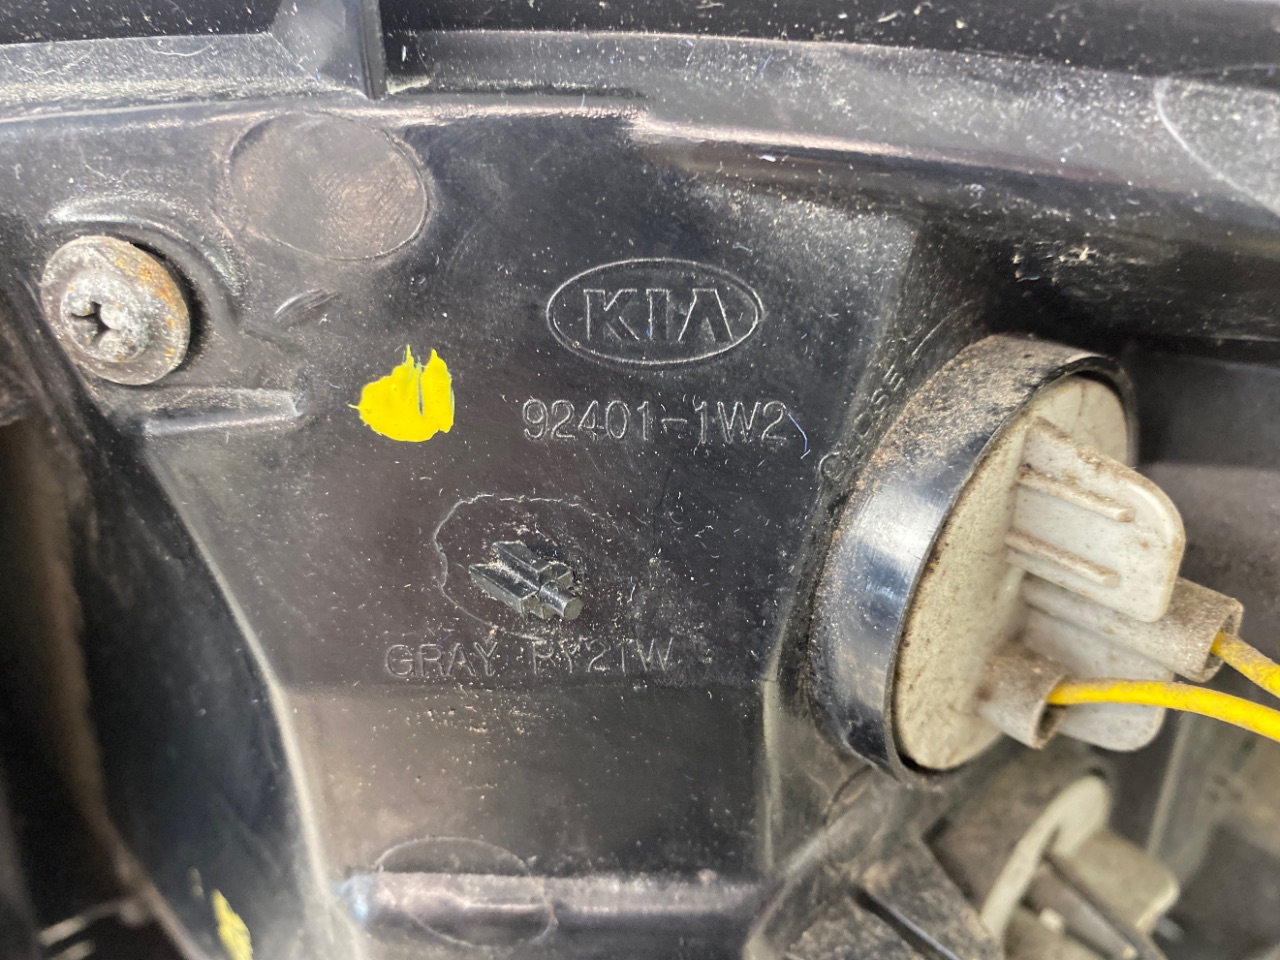 KIA
92401-1W2
CLOSE
GRAY PY21W